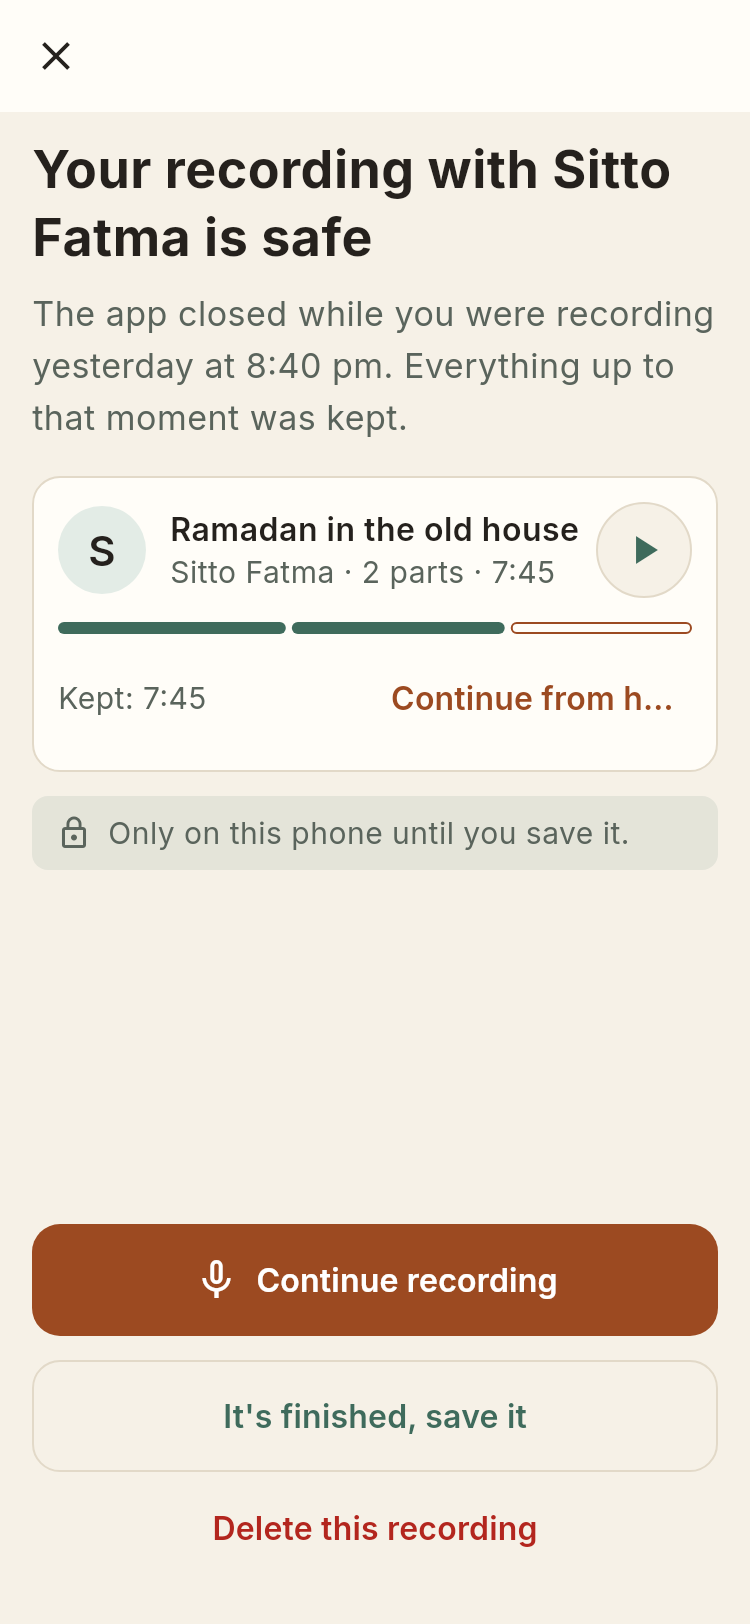 Your recording with Sitto
Fatma is safe
The app closed while you were recording
yesterday at 8:40 pm. Everything up to
that moment was kept.
S
Ramadan in the old house
Sitto Fatma · 2 parts · 7:45
Kept: 7:45
Continue from h...
Only on this phone until you save it.
Continue recording
It's finished, save it
Delete this recording